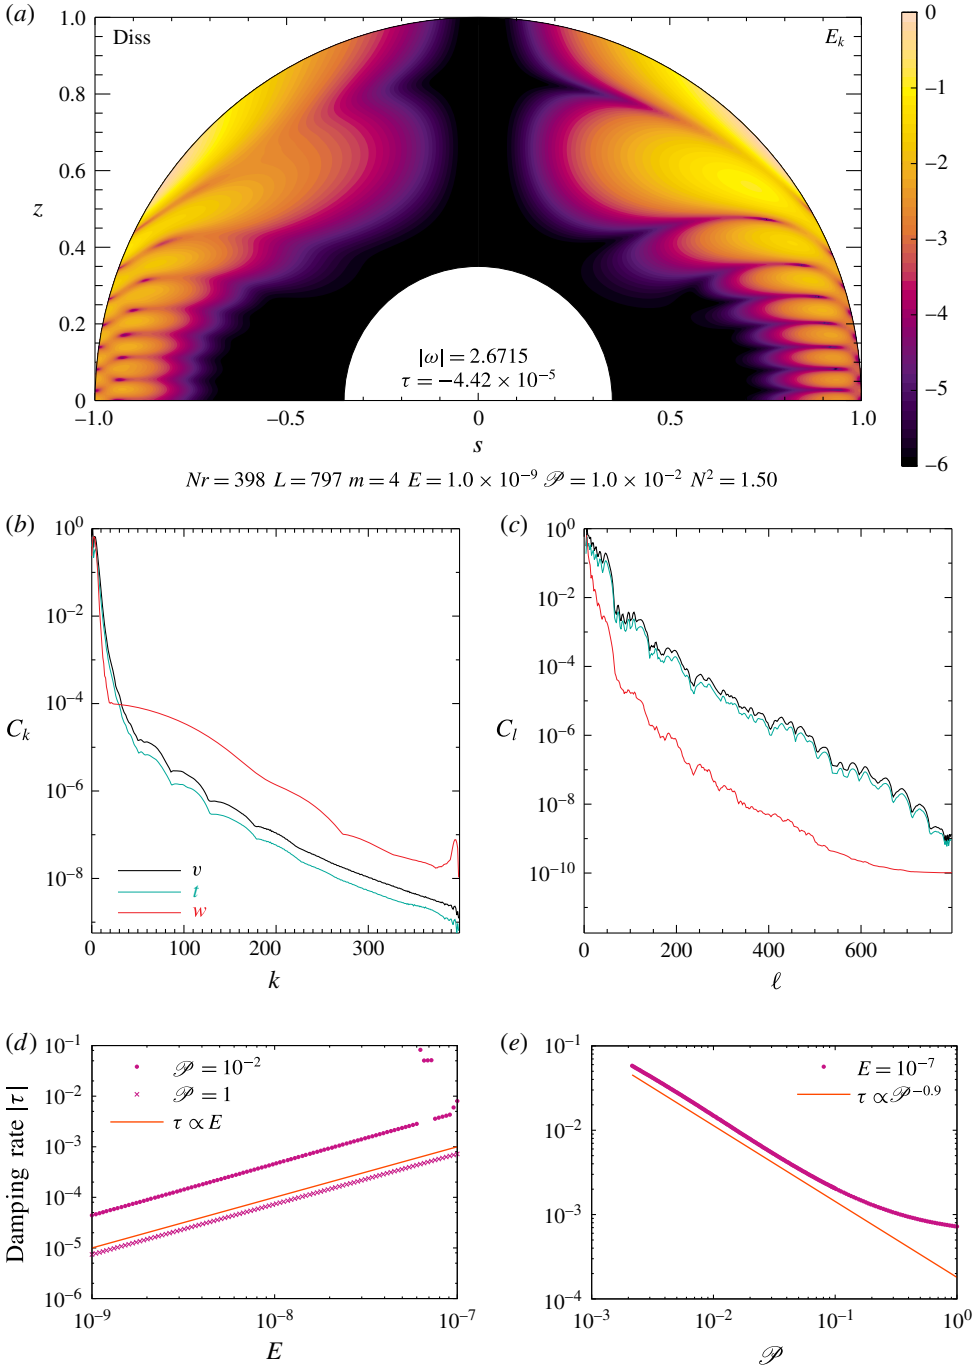 (a)
1.0
0.8
0.6
0.4
0.2
0
z
Diss
E_k
|ω| = 2.6715
τ = −4.42 × 10^−5
−1.0 −0.5 0 0.5 1.0
s
0
−1
−2
−3
−4
−5
−6
Nr = 398 L = 797 m = 4 E = 1.0 × 10^−9 𝒫 = 1.0 × 10^−2 N^2 = 1.50
(b)
10^0
10^−2
10^−4
C_k
10^−6
10^−8
v
t
w
0 100 200 300
k
(c)
10^0
10^−2
10^−4
C_l
10^−6
10^−8
10^−10
0 200 400 600
ℓ
(d)
Damping rate |τ|
10^−1
10^−2
10^−3
10^−4
10^−5
10^−6
𝒫 = 10^−2
𝒫 = 1
τ ∝ E
10^−9 10^−8 10^−7
E
(e)
10^−1
10^−2
10^−3
10^−4
E = 10^−7
τ ∝ 𝒫^−0.9
10^−3 10^−2 10^−1 10^0
𝒫